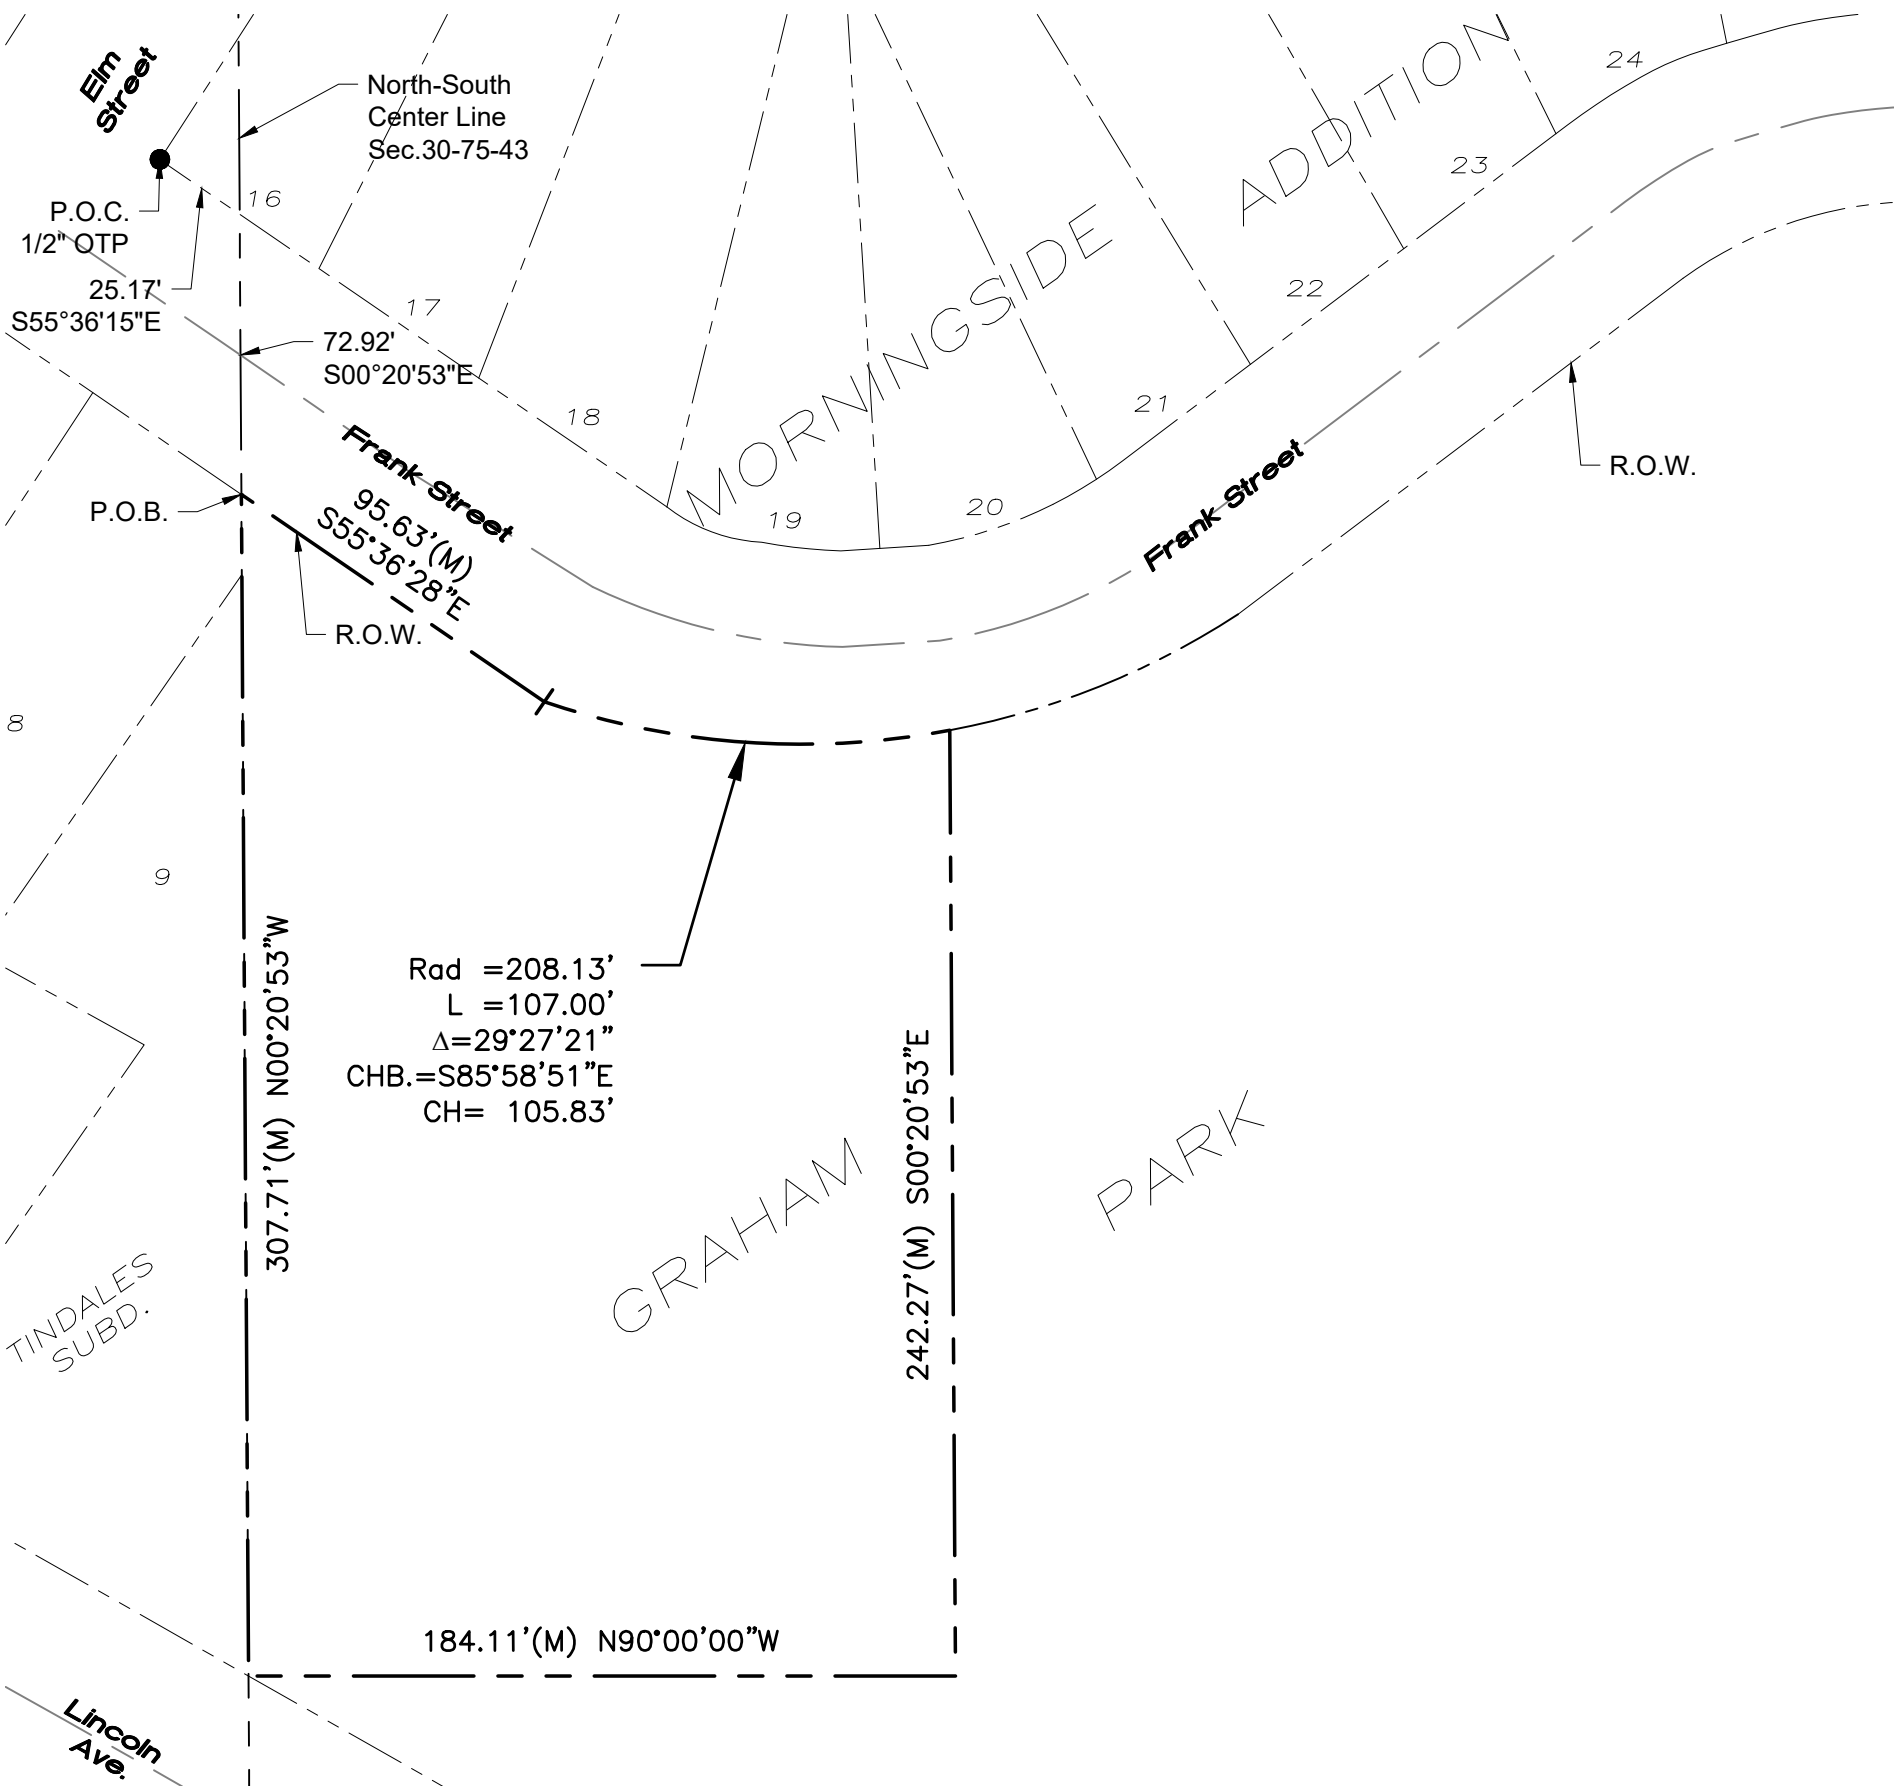 Elm
Street
North-South
Center Line
Sec.30-75-43
24
ADDITION
23
16
P.O.C.
1/2" OTP
25.17'
S55°36'15"E
MORNINGSIDE
22
17
72.92'
S00°20'53"E
21
18
Frank Street
Frank Street
R.O.W.
P.O.B.
95.63'(M)
S55°36'28"E
19
20
R.O.W.
8
9
307.71'(M) N00°20'53"W
Rad =208.13'
L =107.00'
Δ=29°27'21"
CHB.=S85°58'51"E
CH= 105.83'
242.27'(M) S00°20'53"E
GRAHAM
PARK
TINDALES
SUBD.
184.11'(M) N90°00'00"W
Lincoln
Ave.